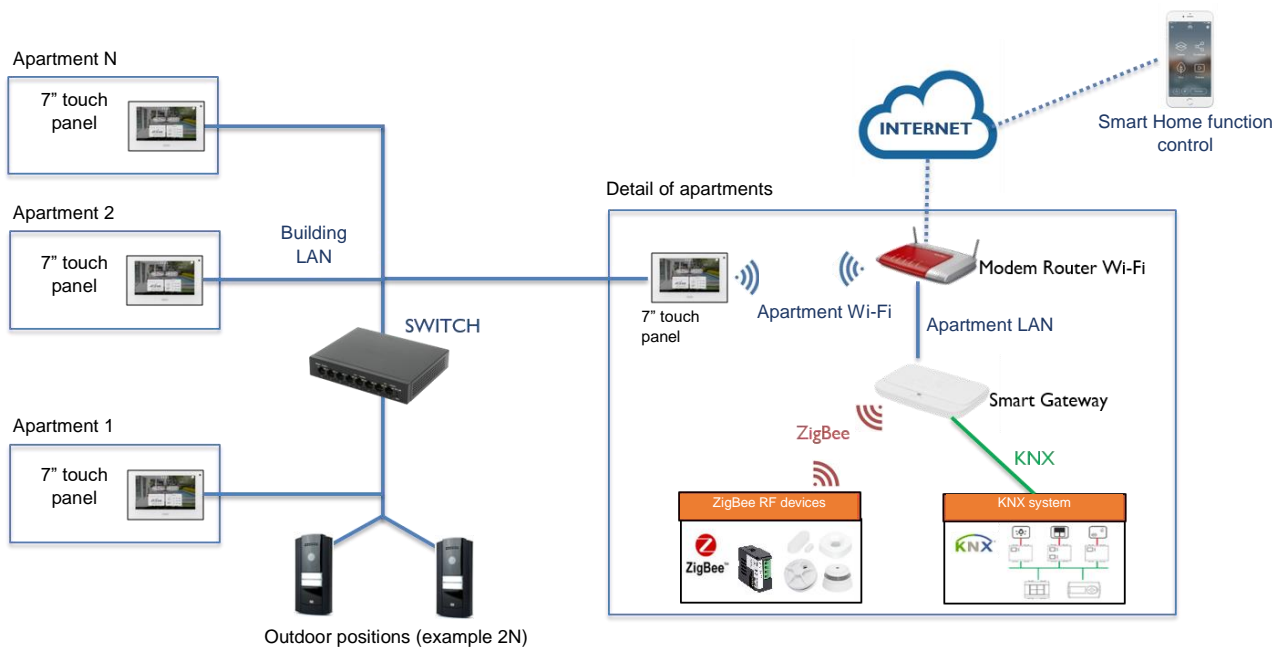 Apartment N
7” touch
panel
Apartment 2
7” touch
panel
Building
LAN
SWITCH
Apartment 1
7” touch
panel
Outdoor positions (example 2N)
INTERNET
Smart Home function
control
Detail of apartments
7” touch
panel
Apartment Wi-Fi
Modem Router Wi-Fi
Apartment LAN
Smart Gateway
ZigBee
KNX
ZigBee RF devices
ZigBee™
KNX system
KNX